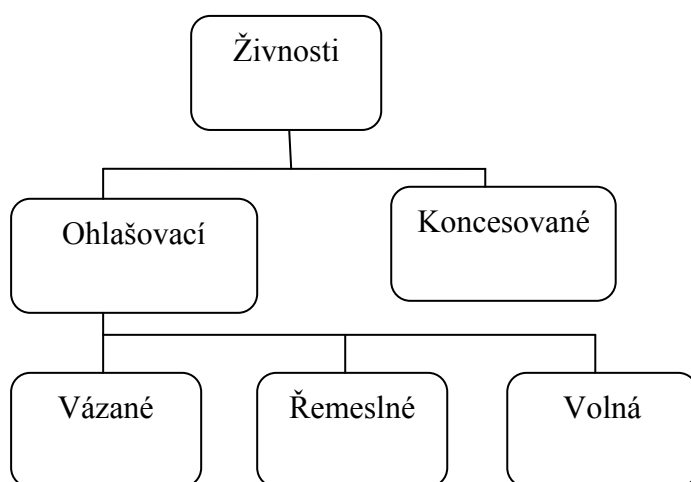 Živnosti
Ohlašovací
Koncesované
Vázané
Řemeslné
Volná